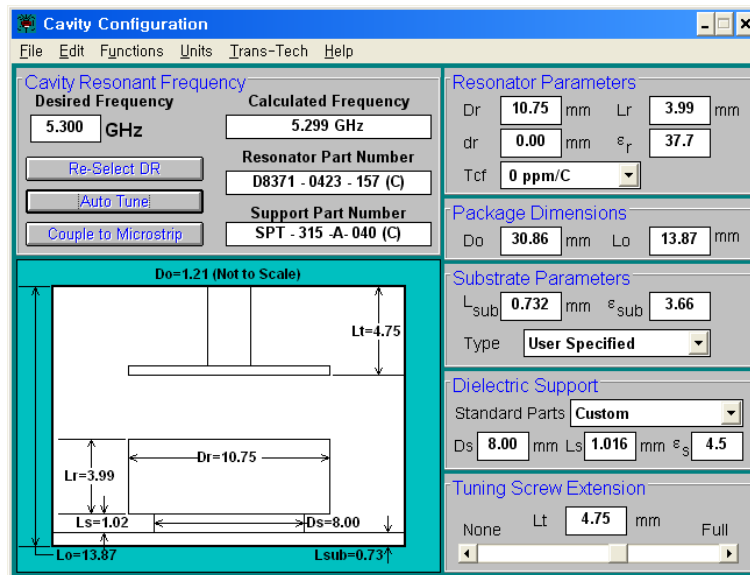 Cavity Configuration
File Edit Functions Units Trans-Tech Help
Cavity Resonant Frequency
Desired Frequency
5.300 GHz
Calculated Frequency
5.299 GHz
Re-Select DR
Auto Tune
Couple to Microstrip
Resonator Part Number
D8371 - 0423 - 157 (C)
Support Part Number
SPT - 315 -A- 040 (C)
Do=1.21 (Not to Scale)
Lt=4.75
Dr=10.75
Lr=3.99
Ls=1.02
Ds=8.00
Lo=13.87
Lsub=0.73
Resonator Parameters
Dr 10.75 mm Lr 3.99 mm
dr 0.00 mm εr 37.7
Tcf 0 ppm/C
Package Dimensions
Do 30.86 mm Lo 13.87 mm
Substrate Parameters
Lsub 0.732 mm εsub 3.66
Type User Specified
Dielectric Support
Standard Parts Custom
Ds 8.00 mm Ls 1.016 mm εs 4.5
Tuning Screw Extension
None Lt 4.75 mm Full